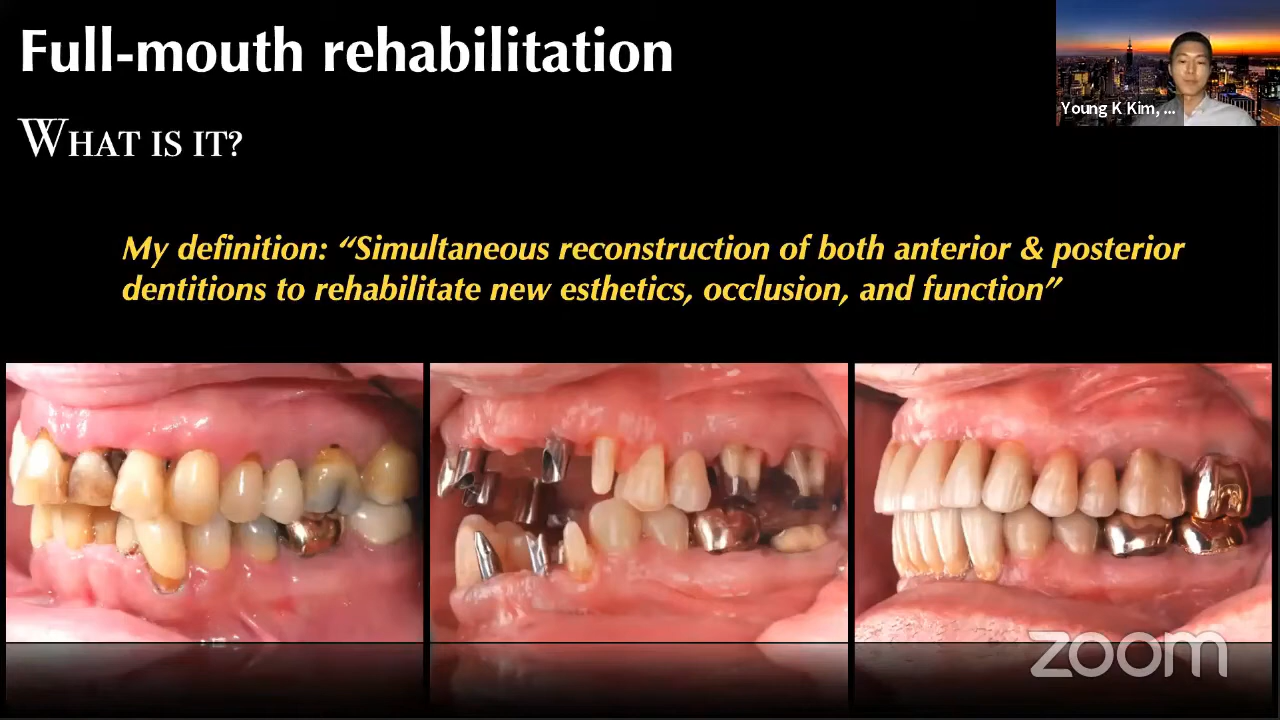 Full-mouth rehabilitation
Young K Kim, ...
WHAT IS IT?
My definition: “Simultaneous reconstruction of both anterior & posterior
dentitions to rehabilitate new esthetics, occlusion, and function”
zoom